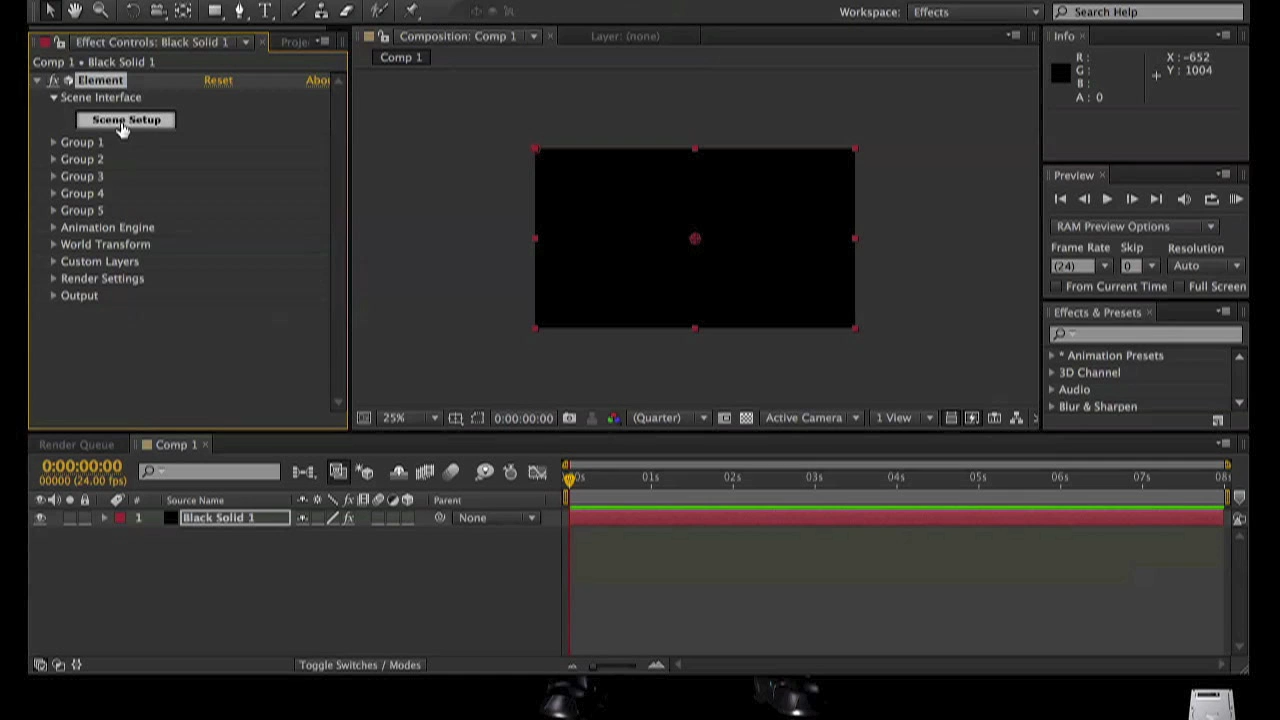 Workspace: Effects
Search Help
Effect Controls: Black Solid 1
Proje
Composition: Comp 1
Layer: (none)
Info
Comp 1 • Black Solid 1
Comp 1
R :
G :
B :
A : 0
X : -652
Y : 1004
Element
Reset
Abou
Scene Interface
Scene Setup
Group 1
Group 2
Group 3
Group 4
Group 5
Animation Engine
World Transform
Custom Layers
Render Settings
Output
Preview
RAM Preview Options
Frame Rate
Skip
Resolution
(24)
0
Auto
From Current Time
Full Screen
Effects & Presets
* Animation Presets
3D Channel
Audio
Blur & Sharpen
25%
0:00:00:00
(Quarter)
Active Camera
1 View
Render Queue
Comp 1
0:00:00:00
00000 (24.00 fps)
0s
01s
02s
03s
04s
05s
06s
07s
08s
#
Source Name
fx
Parent
1
Black Solid 1
fx
None
Toggle Switches / Modes